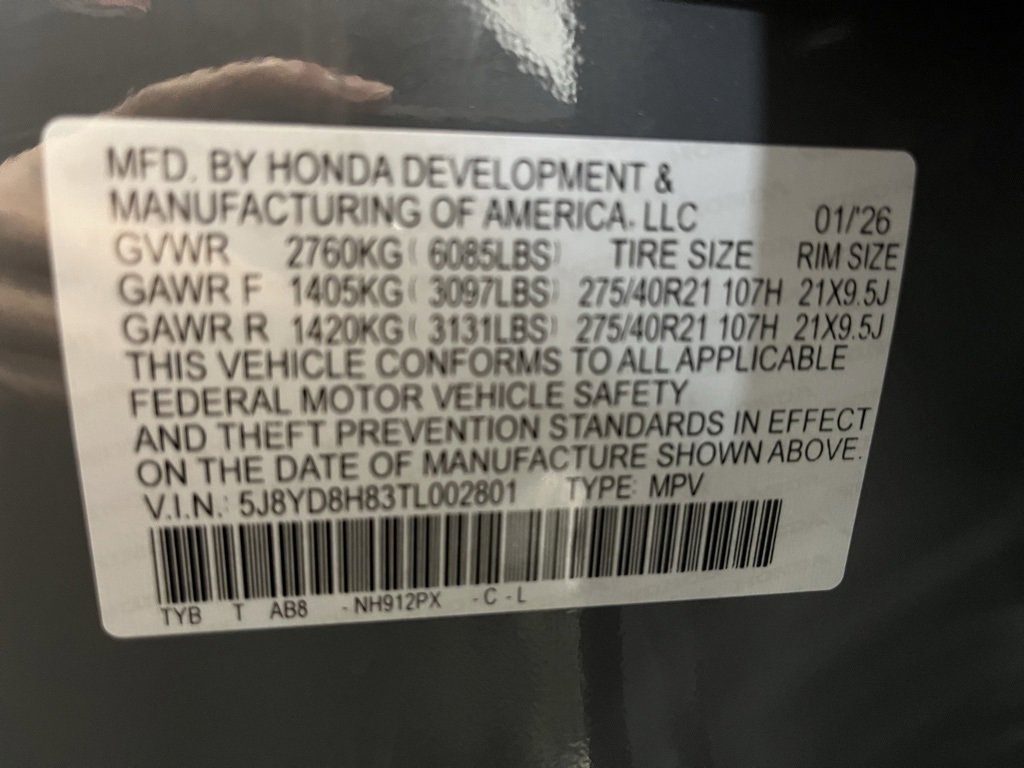 MFD. BY HONDA DEVELOPMENT &
MANUFACTURING OF AMERICA, LLC 01/'26
GVWR 2760KG ( 6085LBS) TIRE SIZE RIM SIZE
GAWR F 1405KG ( 3097LBS) 275/40R21 107H 21X9.5J
GAWR R 1420KG ( 3131LBS) 275/40R21 107H 21X9.5J
THIS VEHICLE CONFORMS TO ALL APPLICABLE
FEDERAL MOTOR VEHICLE SAFETY
AND THEFT PREVENTION STANDARDS IN EFFECT
ON THE DATE OF MANUFACTURE SHOWN ABOVE.
V.I.N.: 5J8YD8H83TL002801 TYPE: MPV
TYB T AB8 - NH912PX - C - L